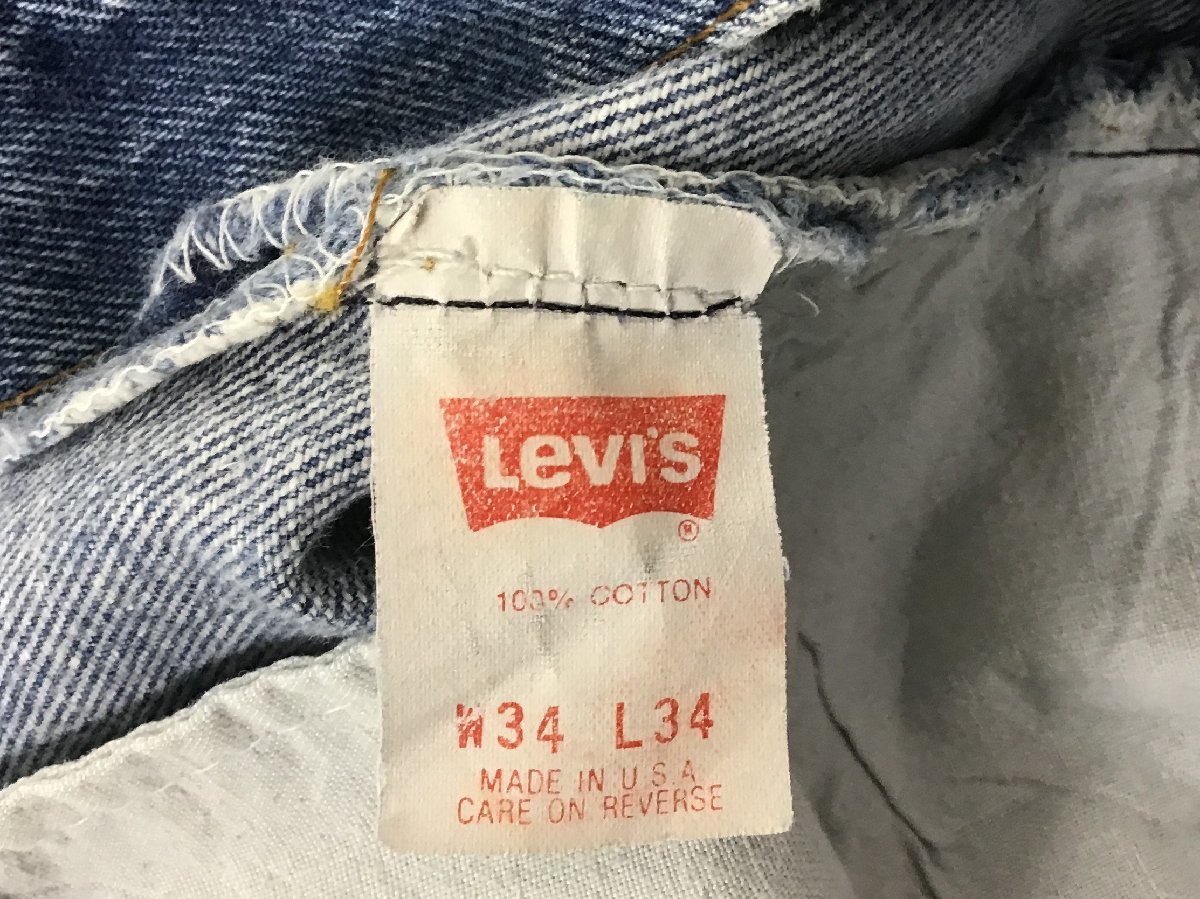 Levi's
®
100% COTTON
W34 L34
MADE IN U.S.A
CARE ON REVERSE